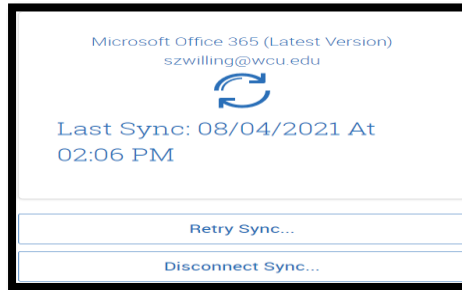 Microsoft Office 365 (Latest Version)
szwilling@wcu.edu
Last Sync: 08/04/2021 At
02:06 PM
Retry Sync...
Disconnect Sync...